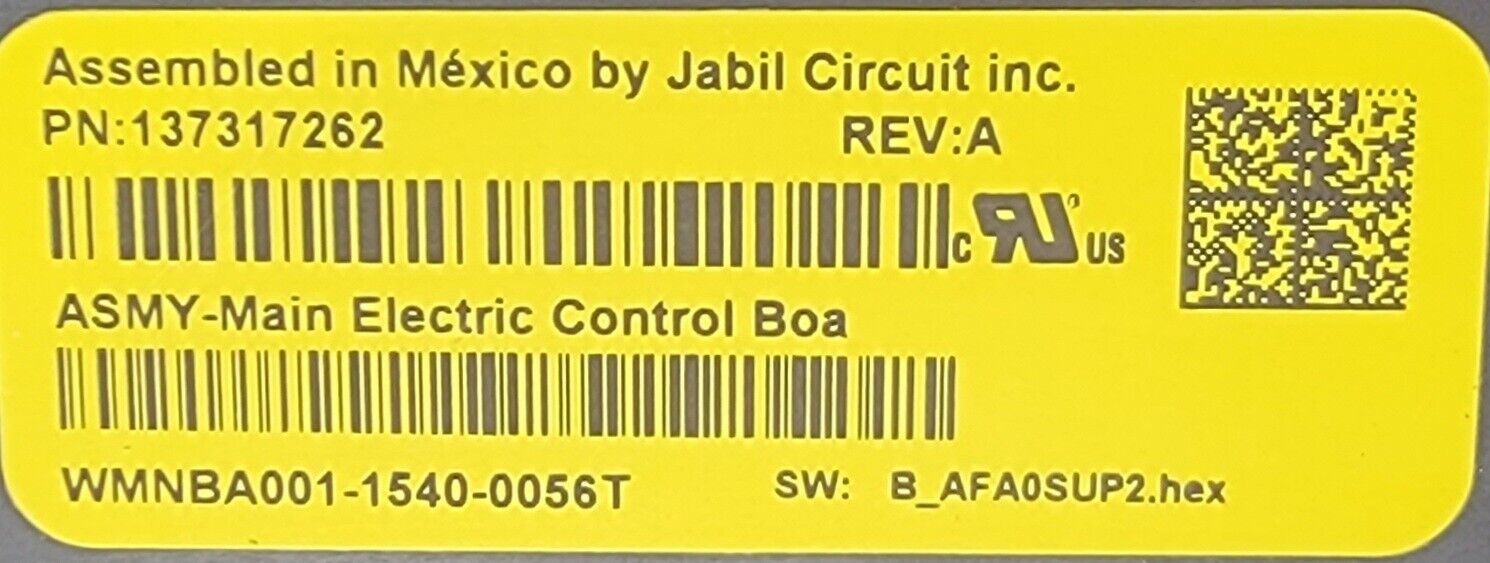 Assembled in México by Jabil Circuit inc.
PN:137317262 REV:A
c RU US
ASMY-Main Electric Control Boa
WMNBA001-1540-0056T SW: B_AFA0SUP2.hex